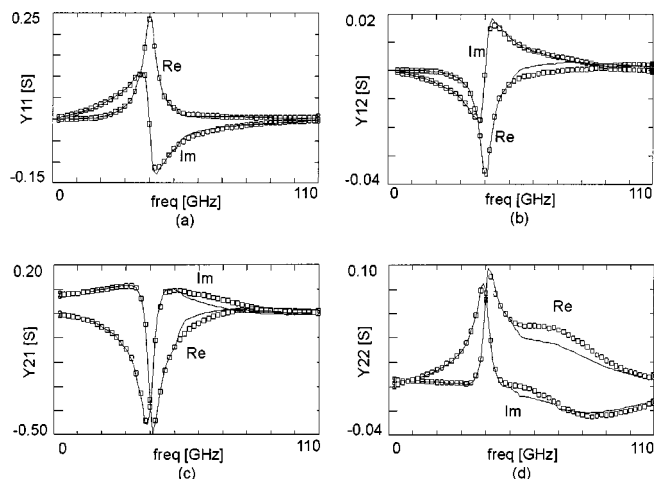 0.25
Y11 [S]
Re
Im
-0.15
0
110
freq [GHz]
(a)
0.02
Y12 [S]
Im
Re
-0.04
0
110
freq [GHz]
(b)
0.20
Y21 [S]
Im
Re
-0.50
0
110
freq [GHz]
(c)
0.10
Y22 [S]
Re
Im
-0.04
0
110
freq [GHz]
(d)